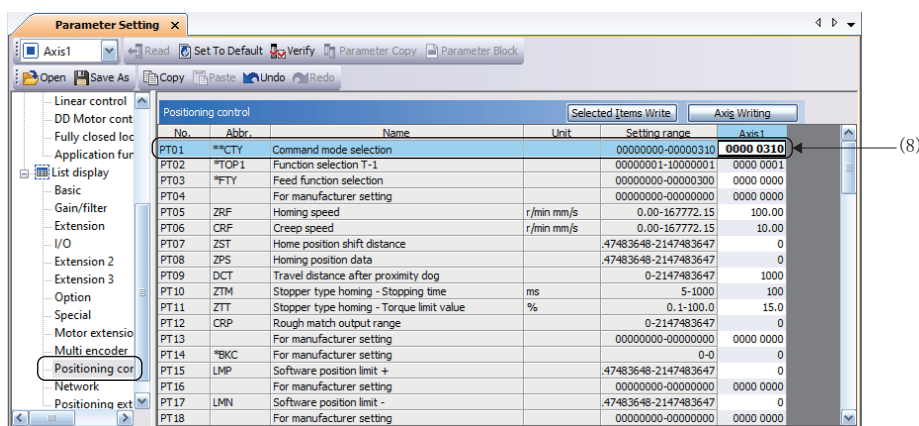 Parameter Setting ×
Axis1 Read Set To Default Verify Parameter Copy Parameter Block
Open Save As Copy Paste Undo Redo
Linear control
DD Motor cont
Fully closed loc
Application fun
List display
Basic
Gain/filter
Extension
I/O
Extension 2
Extension 3
Option
Special
Motor extensio
Multi encoder
Positioning cor
Network
Positioning ext
Positioning control Selected Items Write Axis Writing
No. Abbr. Name Unit Setting range Axis1
PT01 **CTY Command mode selection 00000000-00000310 0000 0310
(8)
PT02 *TOP1 Function selection T-1 00000001-10000001 0000 0001
PT03 *FTY Feed function selection 00000000-00000300 0000 0000
PT04 For manufacturer setting 00000000-00000000 0000 0000
PT05 ZRF Homing speed r/min mm/s 0.00-167772.15 100.00
PT06 CRF Creep speed r/min mm/s 0.00-167772.15 10.00
PT07 ZST Home position shift distance .47483648-2147483647 0
PT08 ZPS Homing position data .47483648-2147483647 0
PT09 DCT Travel distance after proximity dog 0-2147483647 1000
PT10 ZTM Stopper type homing - Stopping time ms 5-1000 100
PT11 ZTT Stopper type homing - Torque limit value % 0.1-100.0 15.0
PT12 CRP Rough match output range 0-2147483647 0
PT13 For manufacturer setting 00000000-00000000 0000 0000
PT14 *BKC For manufacturer setting 0-0 0
PT15 LMP Software position limit + .47483648-2147483647 0
PT16 For manufacturer setting 00000000-00000000 0000 0000
PT17 LMN Software position limit - .47483648-2147483647 0
PT18 For manufacturer setting 00000000-00000000 0000 0000